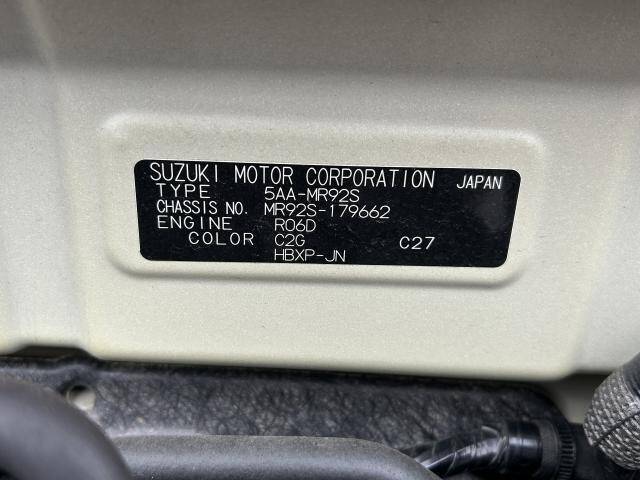 SUZUKI MOTOR CORPORATION JAPAN
TYPE 5AA-MR92S
CHASSIS NO. MR92S-179662
ENGINE R06D
COLOR C2G C27
HBXP-JN